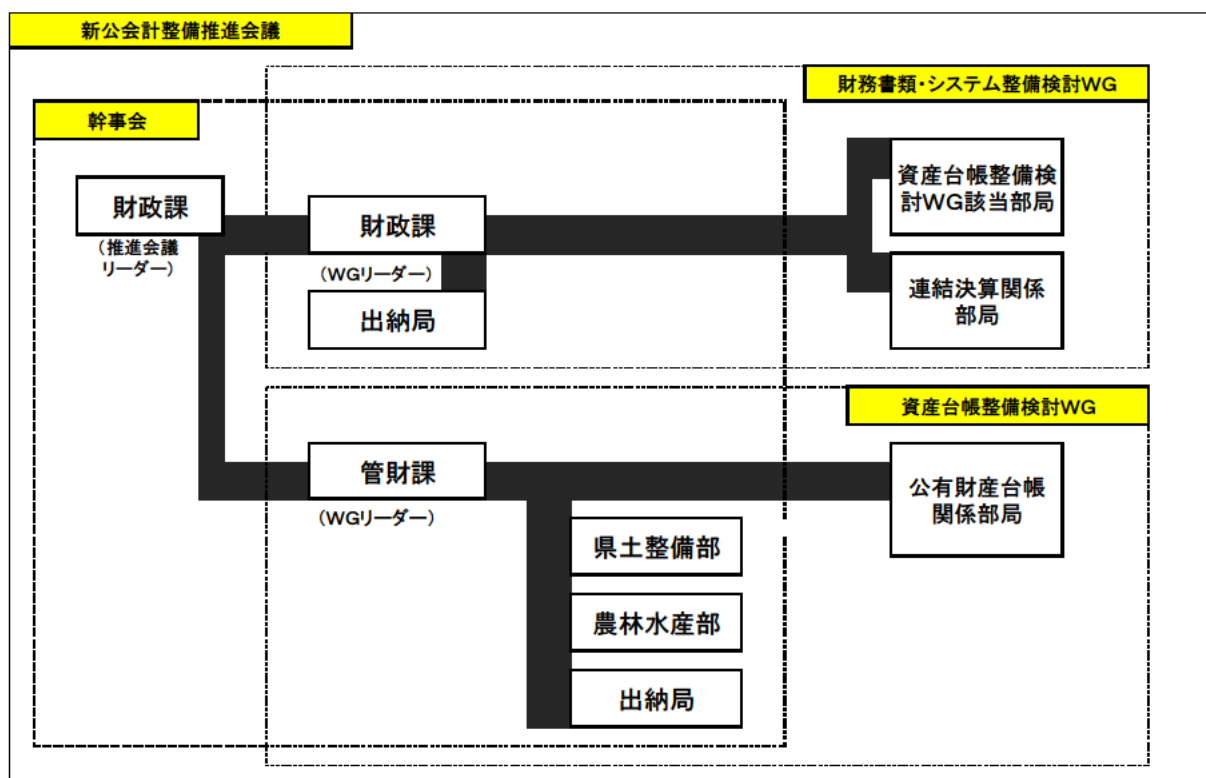 新公会計整備推進会議
財務書類・システム整備検討WG
幹事会
財政課
(推進会議
リーダー)
財政課
(WGリーダー)
出納局
資産台帳整備検
討WG該当部局
連結決算関係
部局
資産台帳整備検討WG
管財課
(WGリーダー)
公有財産台帳
関係部局
県土整備部
農林水産部
出納局